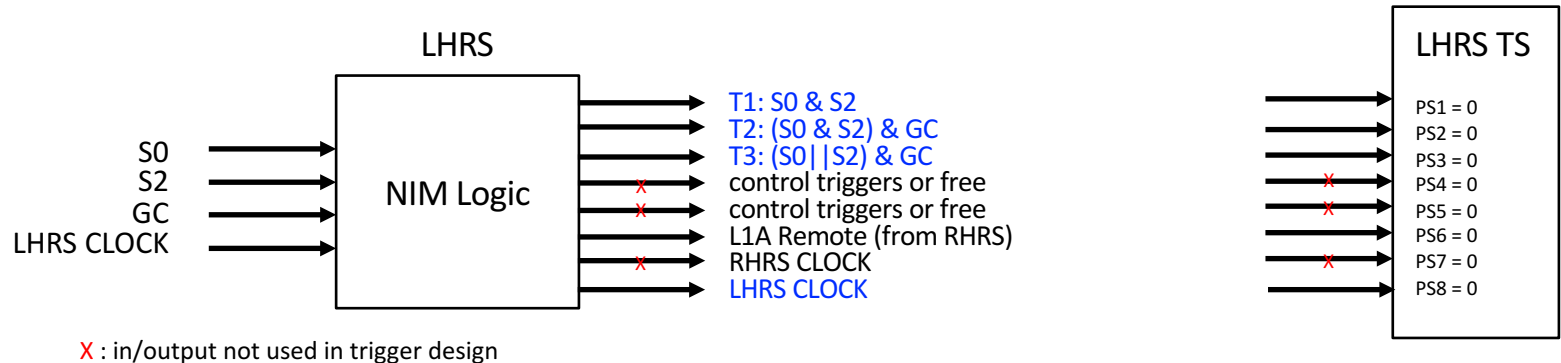 LHRS
LHRS TS
S0
S2
GC
LHRS CLOCK
NIM Logic
X
X
X
T1: S0 & S2
T2: (S0 & S2) & GC
T3: (S0||S2) & GC
control triggers or free
control triggers or free
L1A Remote (from RHRS)
RHRS CLOCK
LHRS CLOCK
X
X
X
PS1 = 0
PS2 = 0
PS3 = 0
PS4 = 0
PS5 = 0
PS6 = 0
PS7 = 0
PS8 = 0
X : in/output not used in trigger design